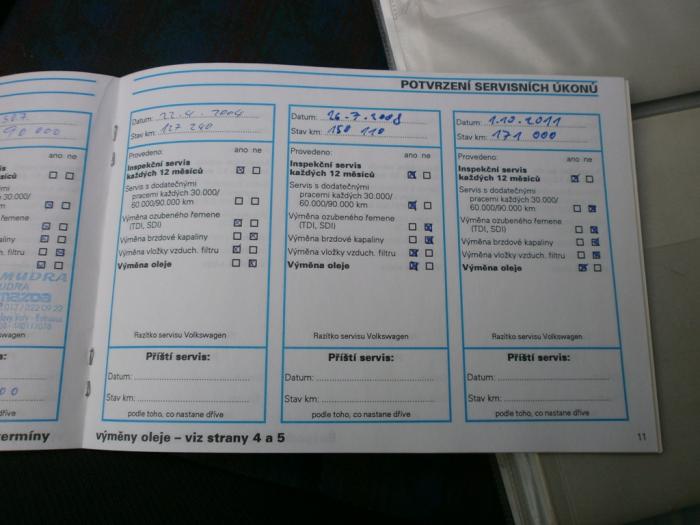 POTVRZENÍ SERVISNÍCH ÚKONŮ
90 000
ano ne
wagen
00
dříve
termíny
MUDRA
mazda
Datum: 22.4.2004
Stav km: 127 240
Provedeno: ano ne
Inspekční servis
každých 12 měsíců
Servis s dodatečnými
pracemi každých 30.000/
60.000/90.000 km
Výměna ozubeného řemene
(TDI, SDI)
Výměna brzdové kapaliny
Výměna vložky vzduch. filtru
Výměna oleje
Razítko servisu Volkswagen
Příští servis:
Datum:
Stav km:
podle toho, co nastane dříve
Datum: 26.7.2008
Stav km: 150 110
Provedeno: ano ne
Inspekční servis
každých 12 měsíců
Servis s dodatečnými
pracemi každých 30.000/
60.000/90.000 km
Výměna ozubeného řemene
(TDI, SDI)
Výměna brzdové kapaliny
Výměna vložky vzduch. filtru
Výměna oleje
Razítko servisu Volkswagen
Příští servis:
Datum:
Stav km:
podle toho, co nastane dříve
Datum: 1.10.2011
Stav km: 171 000
Provedeno: ano ne
Inspekční servis
každých 12 měsíců
Servis s dodatečnými
pracemi každých 30.000/
60.000/90.000 km
Výměna ozubeného řemene
(TDI, SDI)
Výměna brzdové kapaliny
Výměna vložky vzduch. filtru
Výměna oleje
Razítko servisu Volkswagen
Příští servis:
Datum:
Stav km:
podle toho, co nastane dříve
výměny oleje – viz strany 4 a 5
11